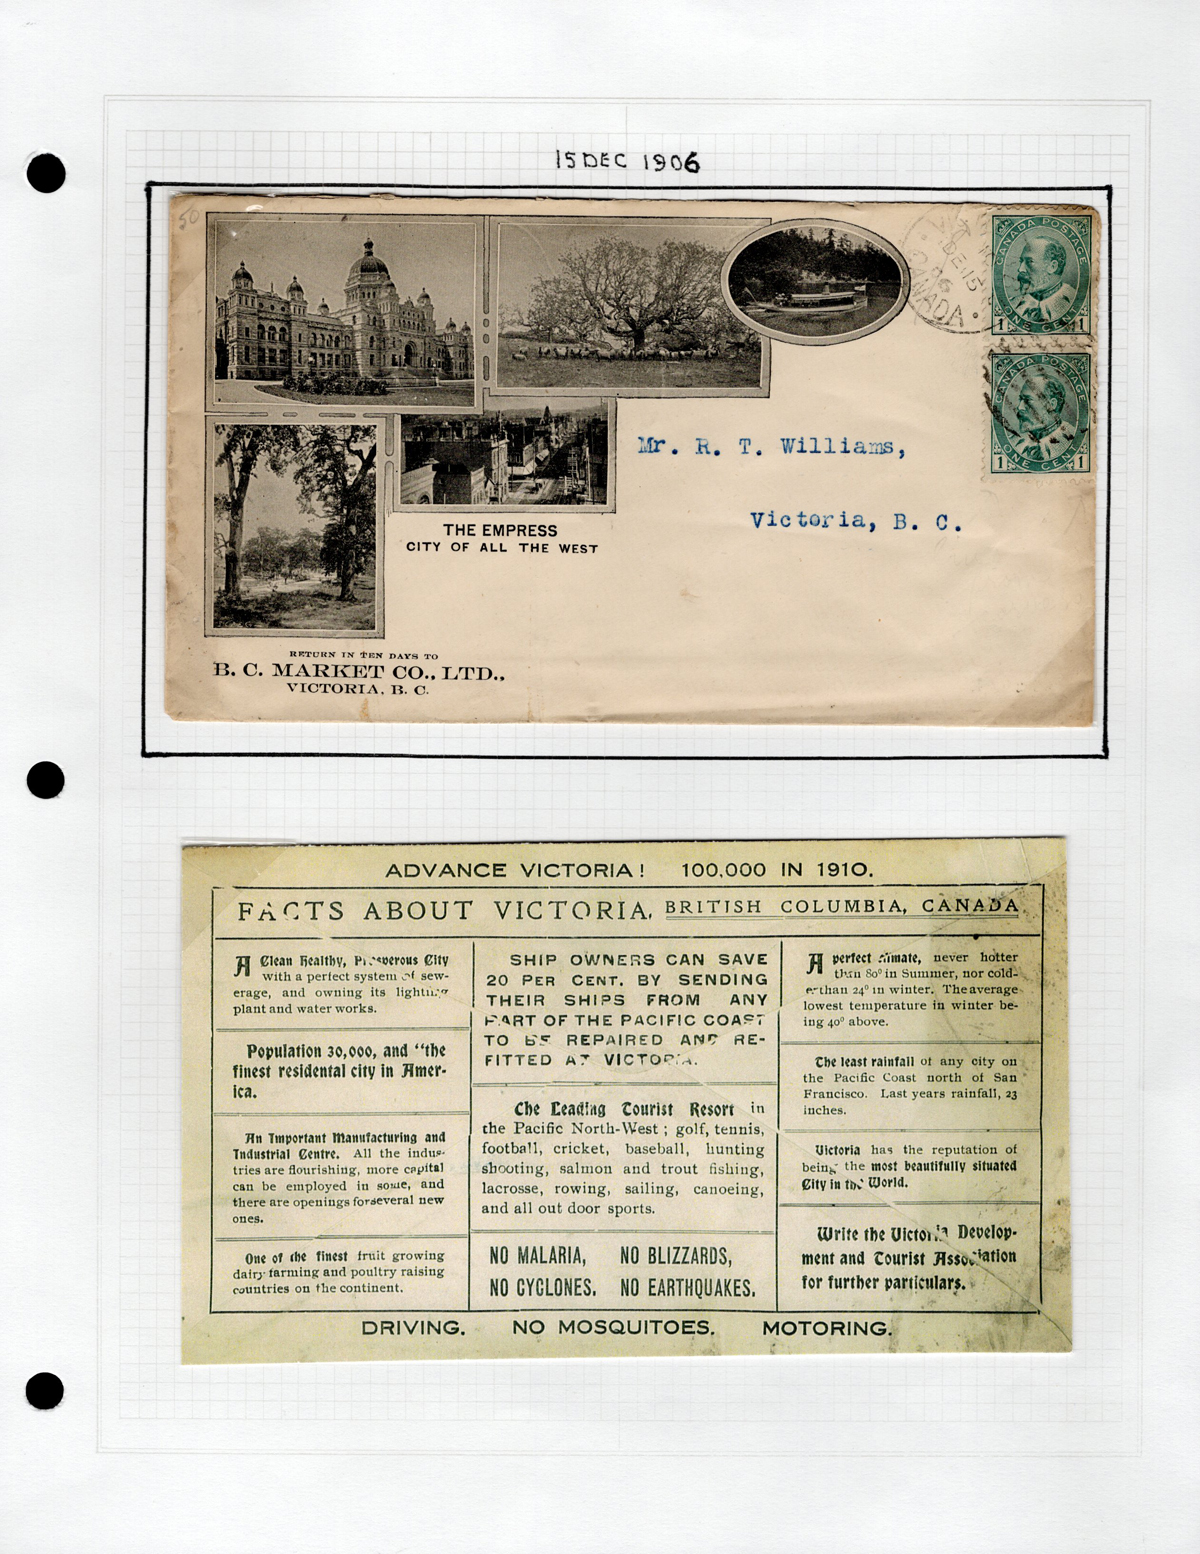 15 DEC 1906
50
CANADA POSTAGE
1 ONE CENT 1
DE 15
06
CANADA
CANADA POSTAGE
1 ONE CENT 1
Mr. R. T. Williams,
Victoria, B. C.
THE EMPRESS
CITY OF ALL THE WEST
RETURN IN TEN DAYS TO
B. C. MARKET CO., LTD.,
VICTORIA, B. C.
ADVANCE VICTORIA! 100,000 IN 1910.
FACTS ABOUT VICTORIA, BRITISH COLUMBIA, CANADA
A Clean Healthy, Prosperous City
with a perfect system of sew-
erage, and owning its lighting
plant and water works.
Population 30,000, and "the
finest residental city in Amer-
ica.
An Important Manufacturing and
Industrial Centre. All the indus-
tries are flourishing, more capital
can be employed in some, and
there are openings for several new
ones.
One of the finest fruit growing
dairy farming and poultry raising
countries on the continent.
SHIP OWNERS CAN SAVE
20 PER CENT. BY SENDING
THEIR SHIPS FROM ANY
PART OF THE PACIFIC COAST
TO BE REPAIRED AND RE-
FITTED AT VICTORIA.
The Leading Tourist Resort in
the Pacific North-West; golf, tennis,
football, cricket, baseball, hunting
shooting, salmon and trout fishing,
lacrosse, rowing, sailing, canoeing,
and all out door sports.
NO MALARIA, NO BLIZZARDS,
NO CYCLONES. NO EARTHQUAKES.
A perfect climate, never hotter
than 80° in Summer, nor cold-
er than 24° in winter. The average
lowest temperature in winter be-
ing 40° above.
The least rainfall of any city on
the Pacific Coast north of San
Francisco. Last years rainfall, 23
inches.
Victoria has the reputation of
being the most beautifully situated
City in the World.
Write the Victoria Develop-
ment and Tourist Association
for further particulars.
DRIVING. NO MOSQUITOES. MOTORING.